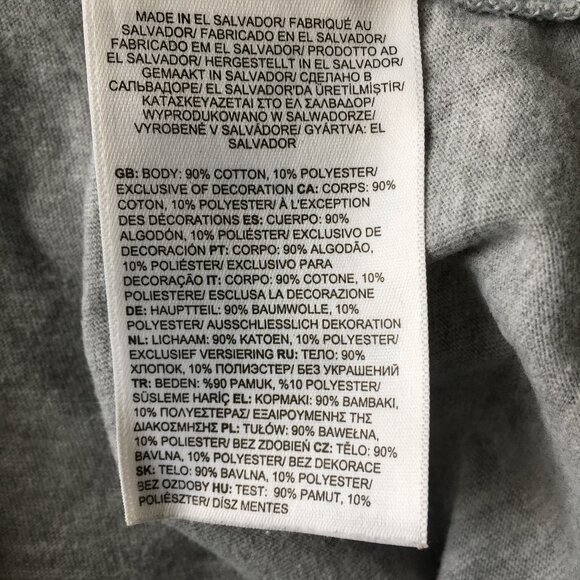 MADE IN EL SALVADOR/ FABRIQUÉ AU
SALVADOR/ FABRICADO EN EL SALVADOR/
FABRICADO EM EL SALVADOR/ PRODOTTO AD
EL SALVADOR/ HERGESTELLT IN EL SALVADOR/
GEMAAKT IN SALVADOR/ СДЕЛАНО В
САЛЬВАДОРЕ/ EL SALVADOR'DA ÜRETİLMİŞTİR/
ΚΑΤΑΣΚΕΥΑΖΕΤΑΙ ΣΤΟ ΕΛ ΣΑΛΒΑΔΟΡ/
WYPRODUKOWANO W SALWADORZE/
VYROBENÉ V SALVÁDORE/ GYÁRTVA: EL
SALVADOR
GB: BODY: 90% COTTON, 10% POLYESTER/
EXCLUSIVE OF DECORATION CA: CORPS: 90%
COTON, 10% POLYESTER/ À L'EXCEPTION
DES DÉCORATIONS ES: CUERPO: 90%
ALGODÓN, 10% POLIÉSTER/ EXCLUSIVO DE
DECORACIÓN PT: CORPO: 90% ALGODÃO,
10% POLIÉSTER/ EXCLUSIVO PARA
DECORAÇÃO IT: CORPO: 90% COTONE, 10%
POLIESTERE/ ESCLUSA LA DECORAZIONE
DE: HAUPTTEIL: 90% BAUMWOLLE, 10%
POLYESTER/ AUSSCHLIESSLICH DEKORATION
NL: LICHAAM: 90% KATOEN, 10% POLYESTER/
EXCLUSIEF VERSIERING RU: ТЕЛО: 90%
ХЛОПОК, 10% ПОЛИЭСТЕР/ БЕЗ УКРАШЕНИЙ
TR: BEDEN: %90 PAMUK, %10 POLYESTER/
SÜSLEME HARİÇ EL: ΚΟΡΜΑΚΙ: 90% ΒΑΜΒΑΚΙ,
10% ΠΟΛΥΕΣΤΕΡΑΣ/ ΕΞΑΙΡΟΥΜΕΝΗΣ ΤΗΣ
ΔΙΑΚΟΣΜΗΣΗΣ PL: TUŁÓW: 90% BAWEŁNA,
10% POLIESTER/ BEZ ZDOBIEŃ CZ: TĚLO: 90%
BAVLNA, 10% POLYESTER/ BEZ DEKORACE
SK: TELO: 90% BAVLNA, 10% POLYESTER/
BEZ OZDOBY HU: TEST: 90% PAMUT, 10%
POLIÉSZTER/ DÍSZ MENTES